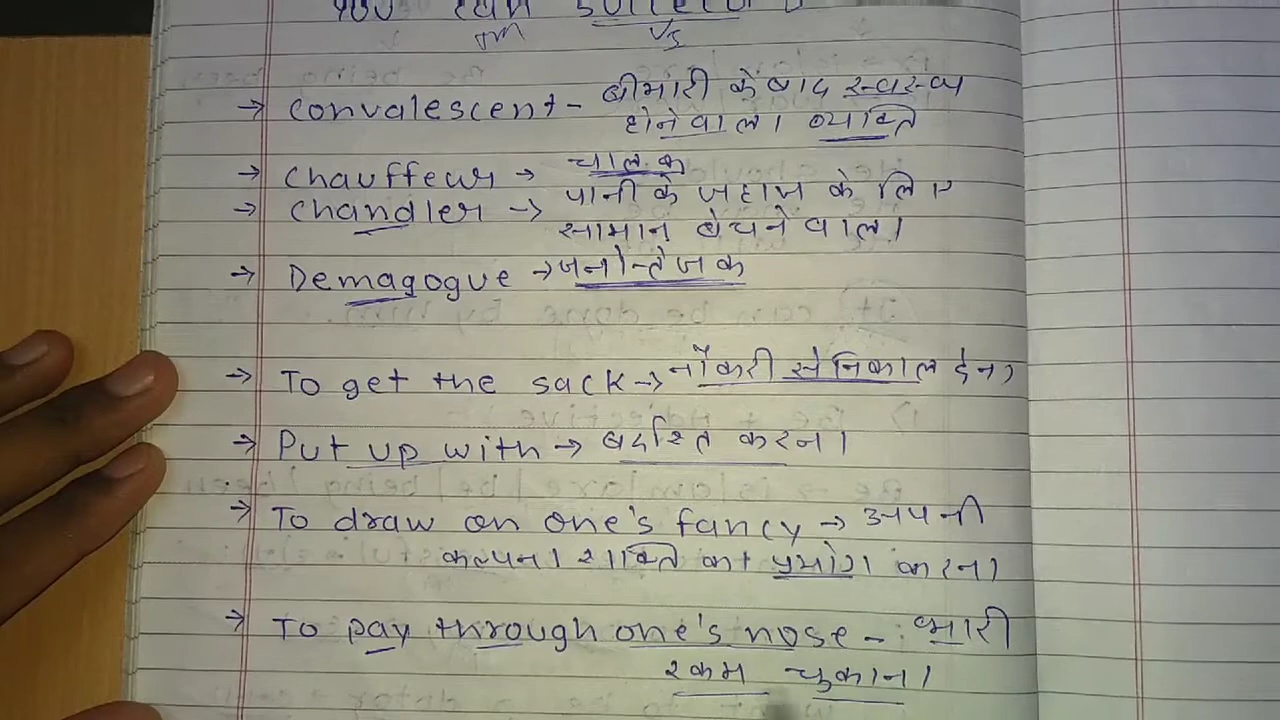 Convalescent - बीमारी के बाद स्वस्थ्य
होनेवाला व्यक्ति
→ Chauffeur → चालक
→ Chandler → पानी के जहाज के लिए
सामान बेचने वाला
→ Demagogue → जनोत्तेजक
→ To get the sack → नौकरी से निकाल देना
→ Put up with → बर्दाश्त करना
→ To draw on one's fancy → अपनी
कल्पना शक्ति का प्रयोग करना
→ To pay through one's nose - भारी
रकम चुकाना